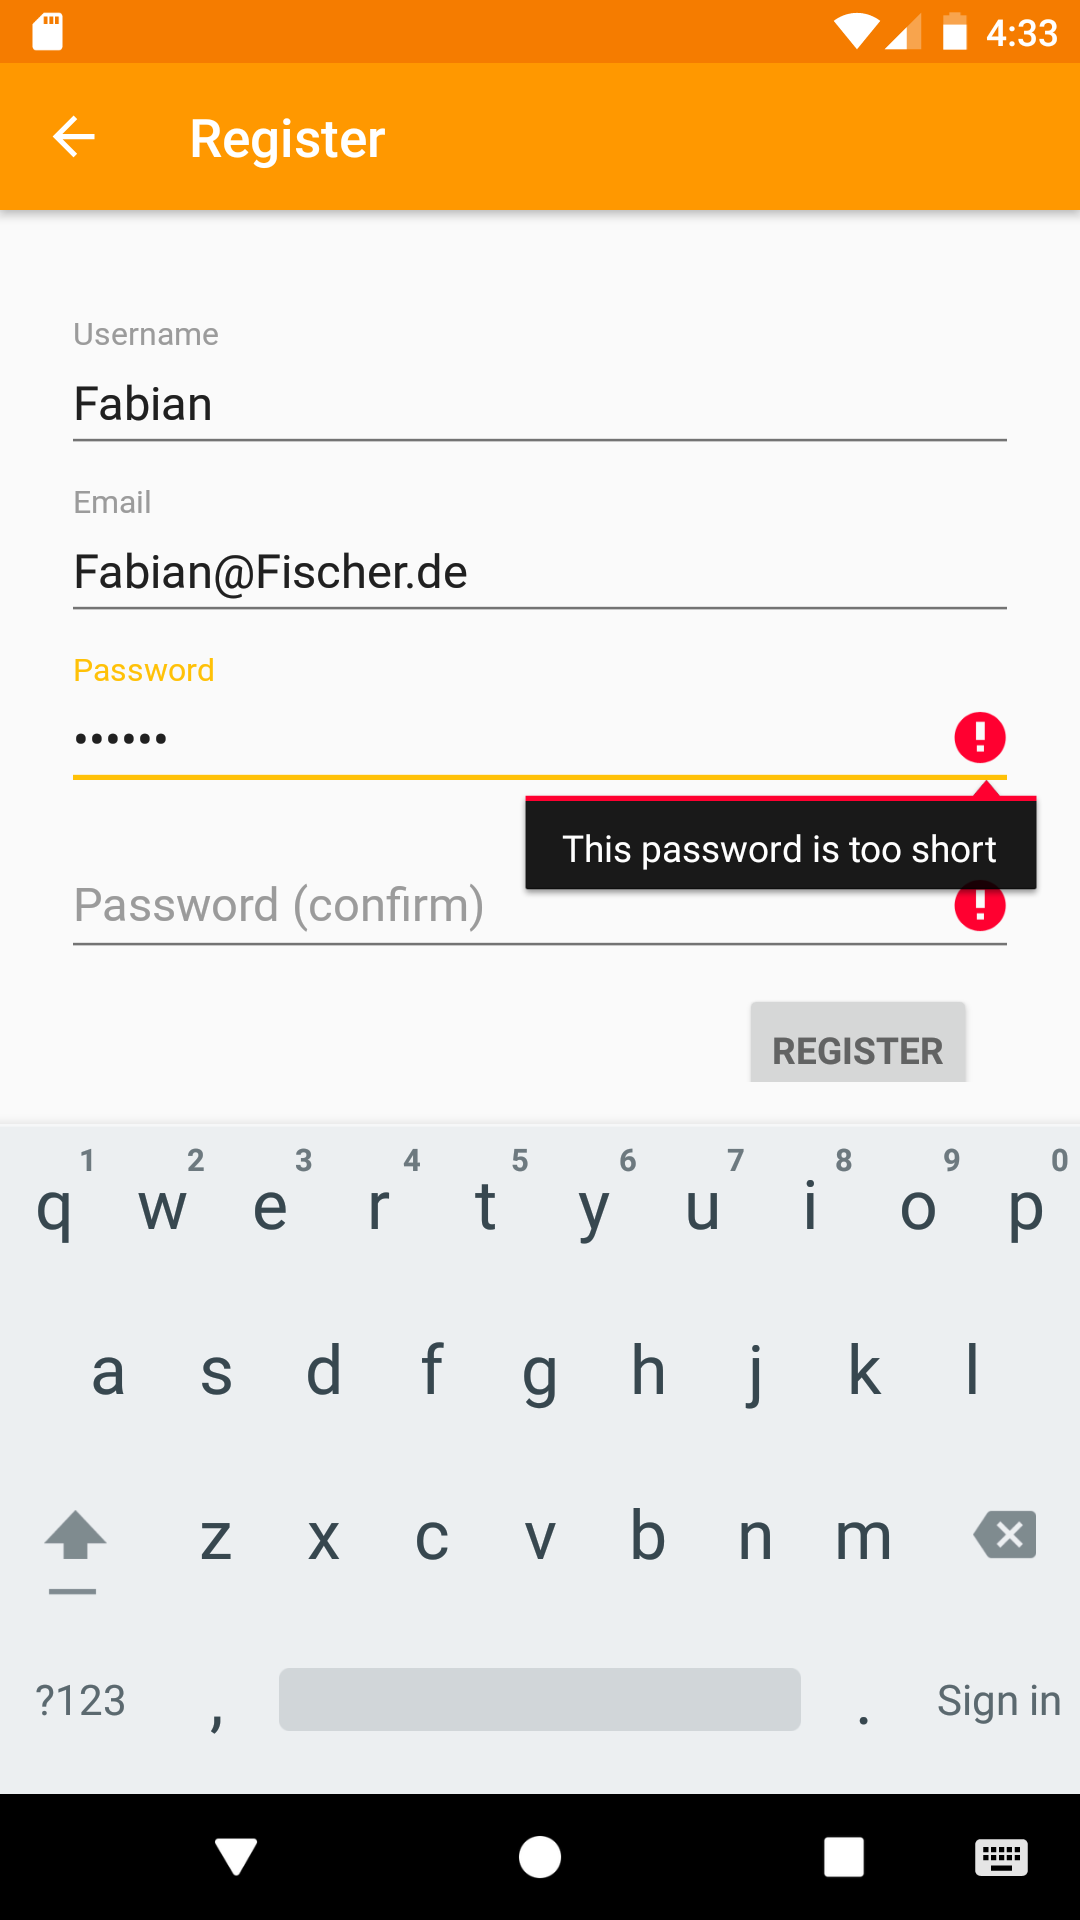 4:33
Register
Username
Fabian
Email
Fabian@Fischer.de
Password
••••••
This password is too short
Password (confirm)
REGISTER
1 2 3 4 5 6 7 8 9 0
q w e r t y u i o p
a s d f g h j k l
z x c v b n m
?123 , . Sign in